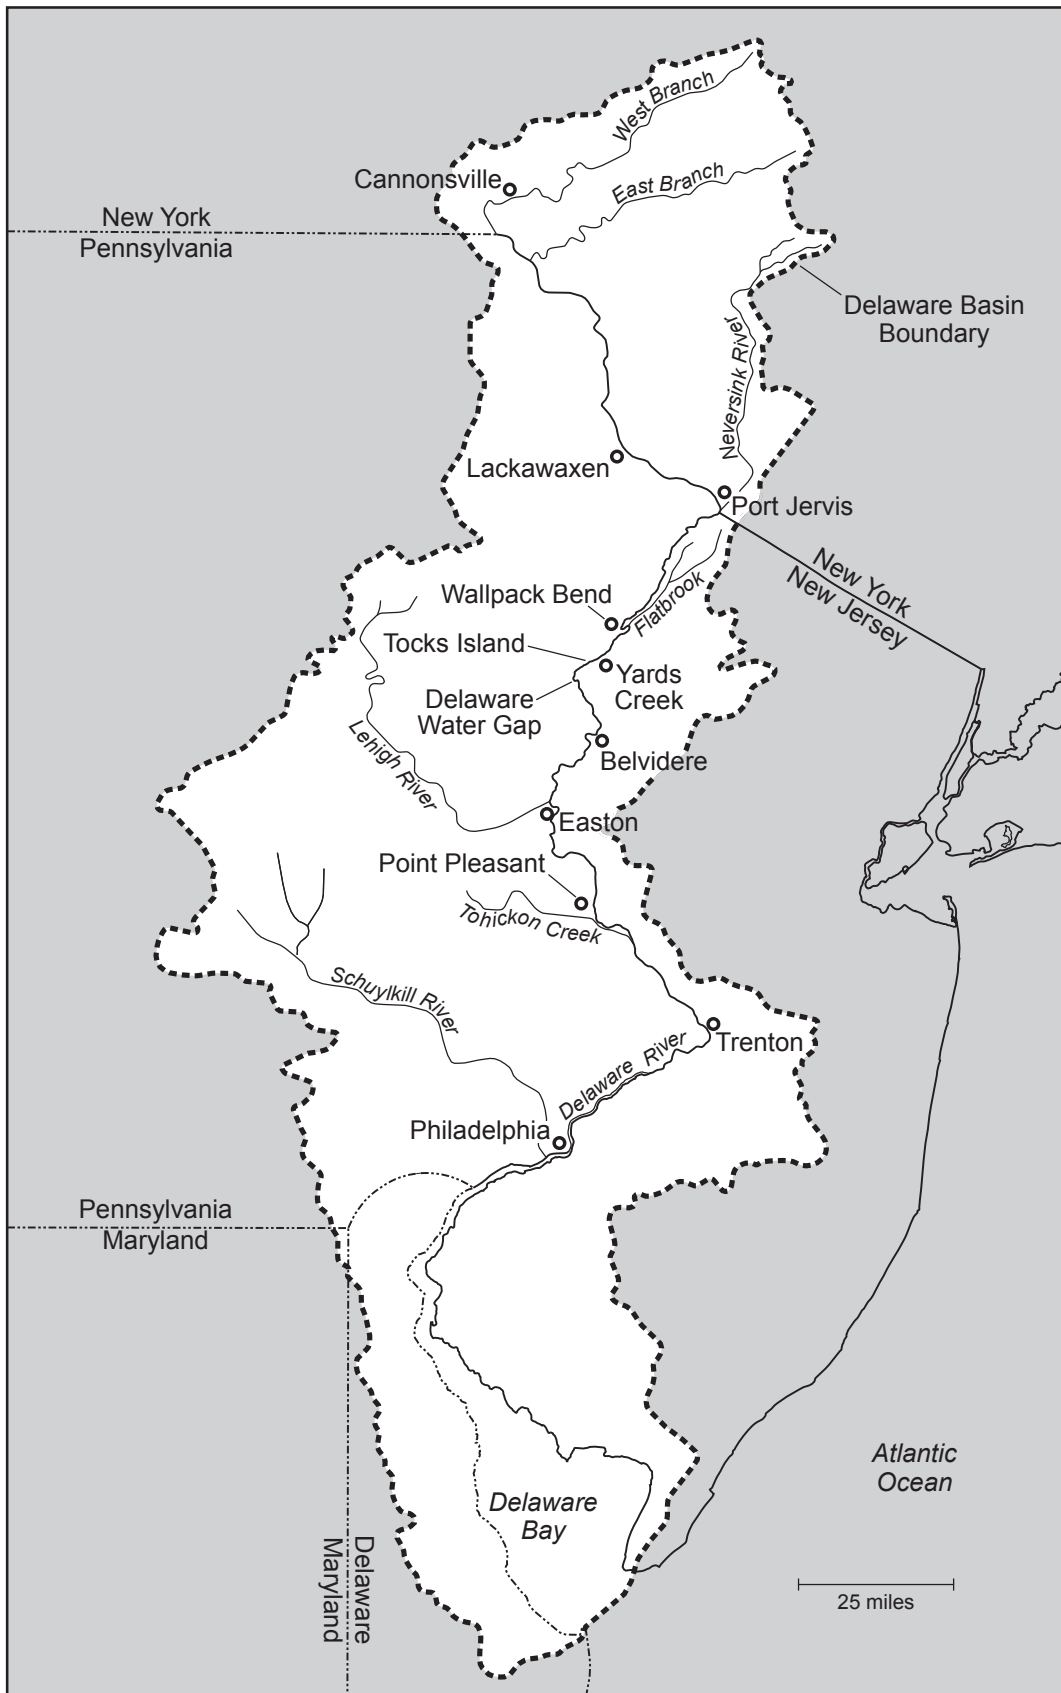 West Branch
Cannonsville
East Branch
New York
Pennsylvania
Delaware Basin
Boundary
Neversink River
Lackawaxen
Port Jervis
New York
New Jersey
Wallpack Bend
Flatbrook
Tocks Island
Yards
Creek
Delaware
Water Gap
Lehigh River
Belvidere
Easton
Point Pleasant
Tohickon Creek
Schuylkill River
Trenton
Delaware River
Philadelphia
Pennsylvania
Maryland
Atlantic
Ocean
Delaware
Bay
Delaware
Maryland
25 miles